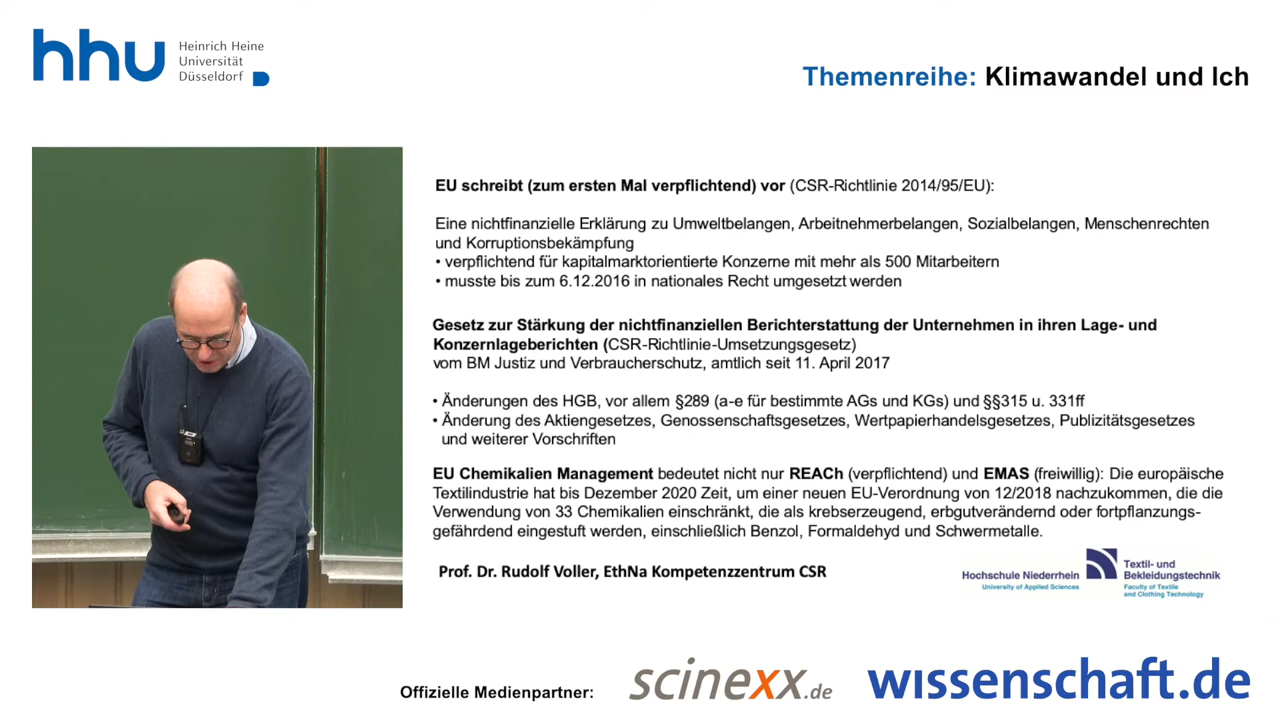 hhu Heinrich Heine
Universität
Düsseldorf
Themenreihe: Klimawandel und Ich
EU schreibt (zum ersten Mal verpflichtend) vor (CSR-Richtlinie 2014/95/EU):
Eine nichtfinanzielle Erklärung zu Umweltbelangen, Arbeitnehmerbelangen, Sozialbelangen, Menschenrechten
und Korruptionsbekämpfung
• verpflichtend für kapitalmarktorientierte Konzerne mit mehr als 500 Mitarbeitern
• musste bis zum 6.12.2016 in nationales Recht umgesetzt werden
Gesetz zur Stärkung der nichtfinanziellen Berichterstattung der Unternehmen in ihren Lage- und
Konzernlageberichten (CSR-Richtlinie-Umsetzungsgesetz)
vom BM Justiz und Verbraucherschutz, amtlich seit 11. April 2017
• Änderungen des HGB, vor allem §289 (a-e für bestimmte AGs und KGs) und §§315 u. 331ff
• Änderung des Aktiengesetzes, Genossenschaftsgesetzes, Wertpapierhandelsgesetzes, Publizitätsgesetzes
und weiterer Vorschriften
EU Chemikalien Management bedeutet nicht nur REACh (verpflichtend) und EMAS (freiwillig): Die europäische
Textilindustrie hat bis Dezember 2020 Zeit, um einer neuen EU-Verordnung von 12/2018 nachzukommen, die die
Verwendung von 33 Chemikalien einschränkt, die als krebserzeugend, erbgutverändernd oder fortpflanzungs-
gefährdend eingestuft werden, einschließlich Benzol, Formaldehyd und Schwermetalle.
Prof. Dr. Rudolf Voller, EthNa Kompetenzzentrum CSR
Hochschule Niederrhein
University of Applied Sciences
Textil- und
Bekleidungstechnik
Faculty of Textile
and Clothing Technology
Offizielle Medienpartner:
scinexx.de
wissenschaft.de